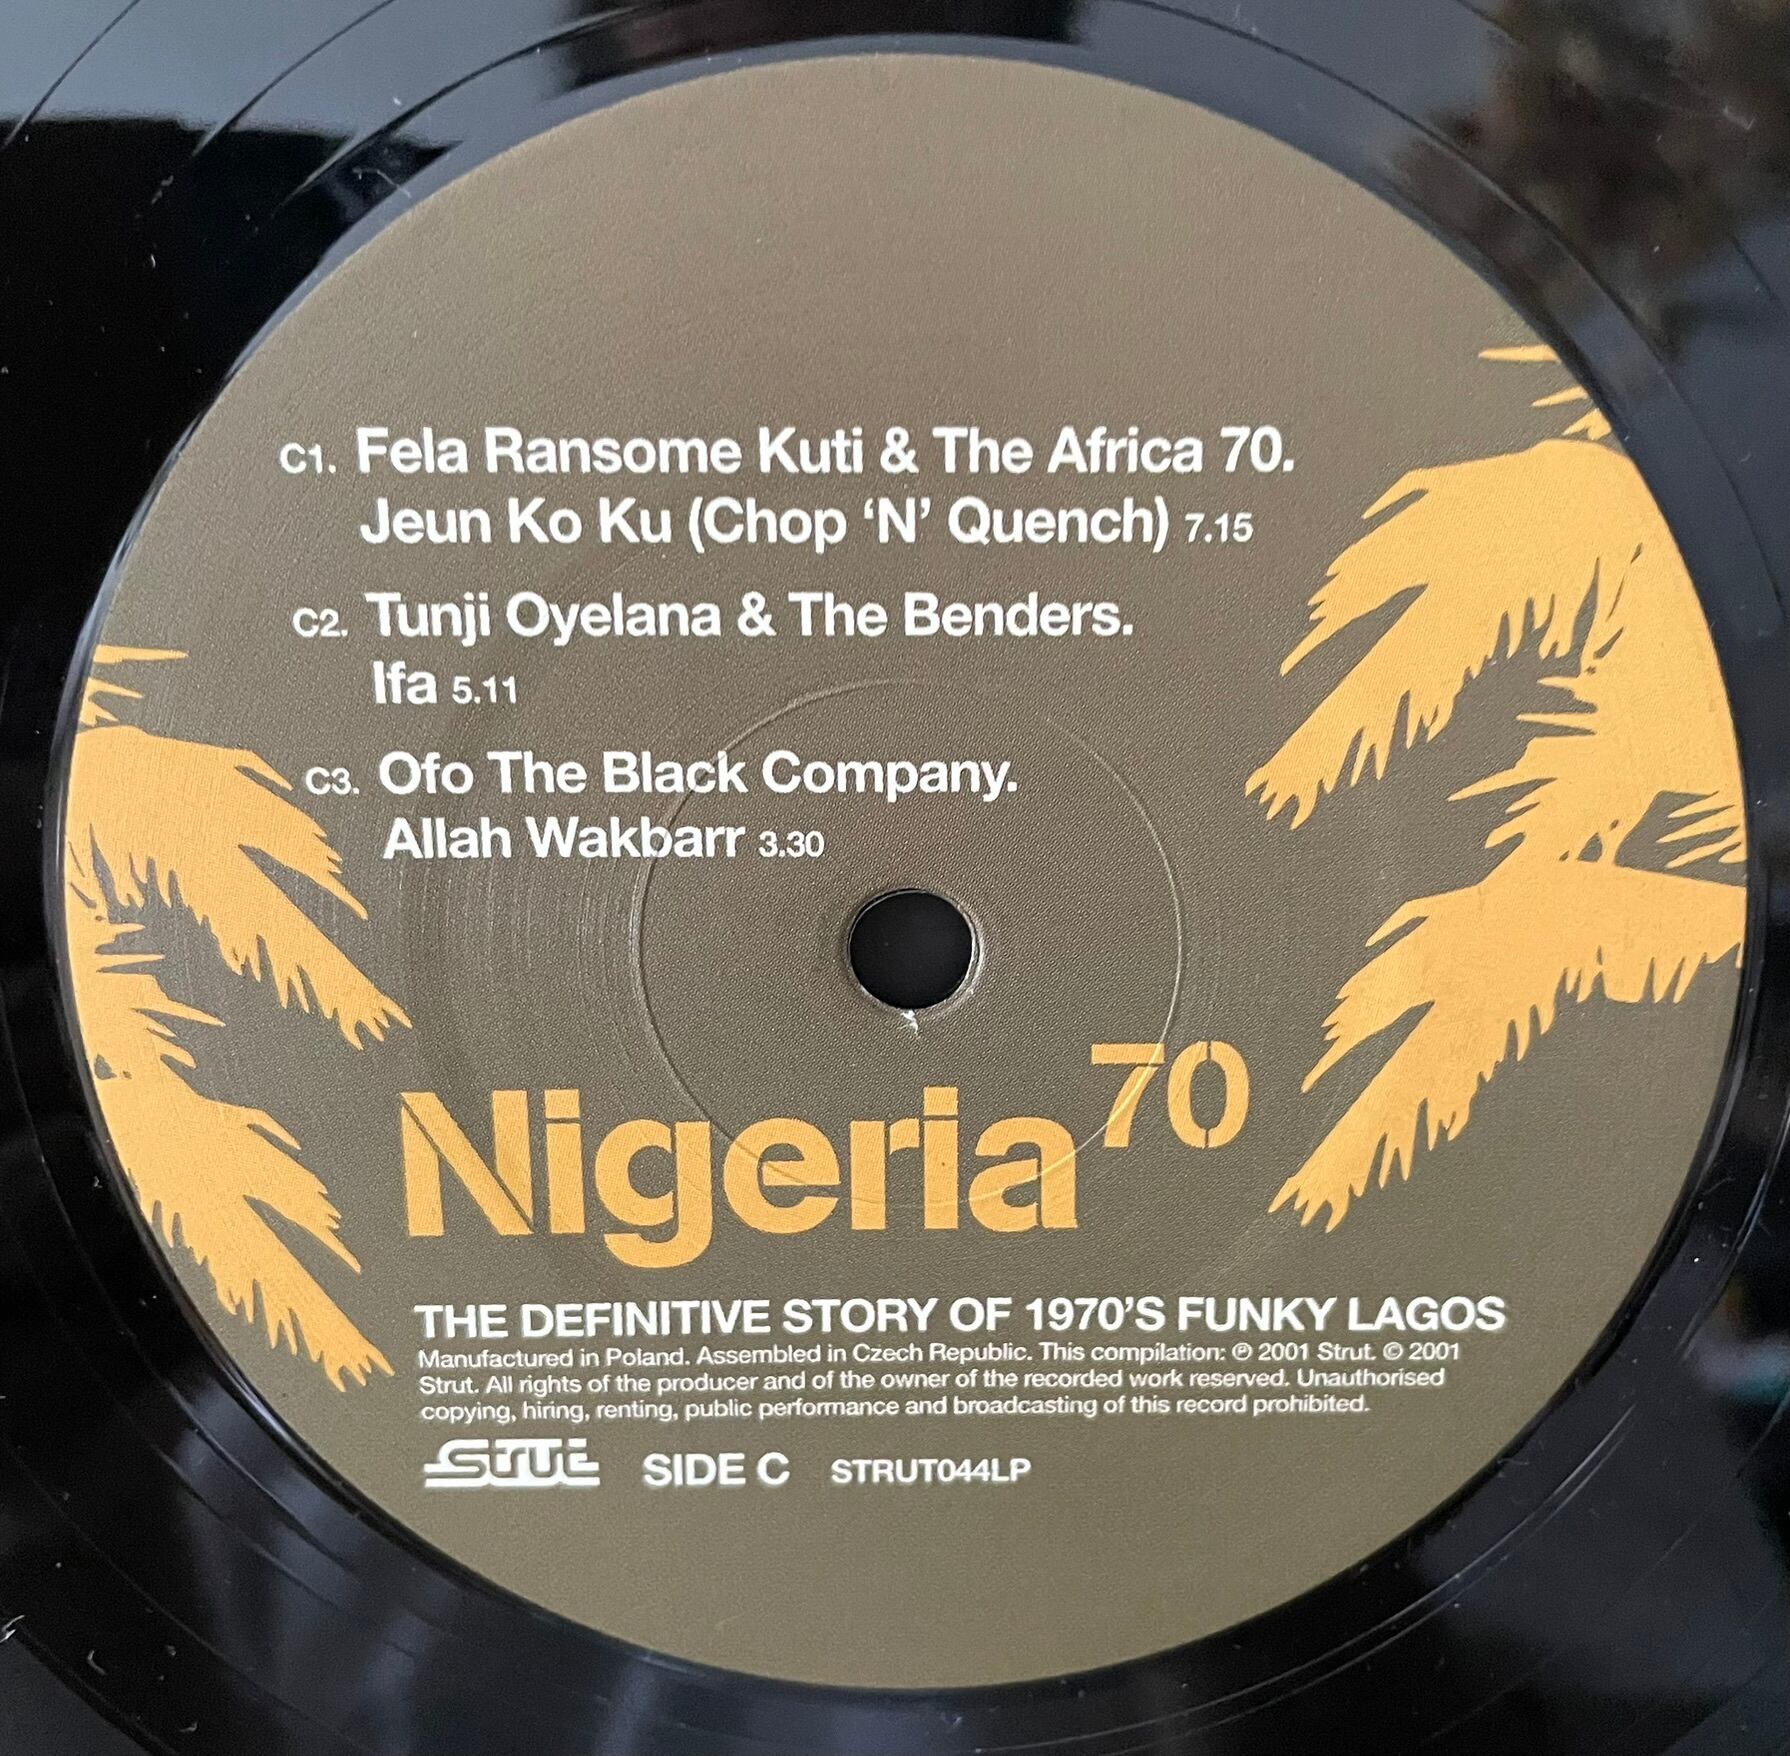 C1. Fela Ransome Kuti & The Africa 70.
Jeun Ko Ku (Chop ‘N’ Quench) 7.15
C2. Tunji Oyelana & The Benders.
Ifa 5.11
C3. Ofo The Black Company.
Allah Wakbarr 3.30
Nigeria 70
THE DEFINITIVE STORY OF 1970’S FUNKY LAGOS
Manufactured in Poland. Assembled in Czech Republic. This compilation: ℗ 2001 Strut. © 2001
Strut. All rights of the producer and of the owner of the recorded work reserved. Unauthorised
copying, hiring, renting, public performance and broadcasting of this record prohibited.
Strut SIDE C STRUT044LP